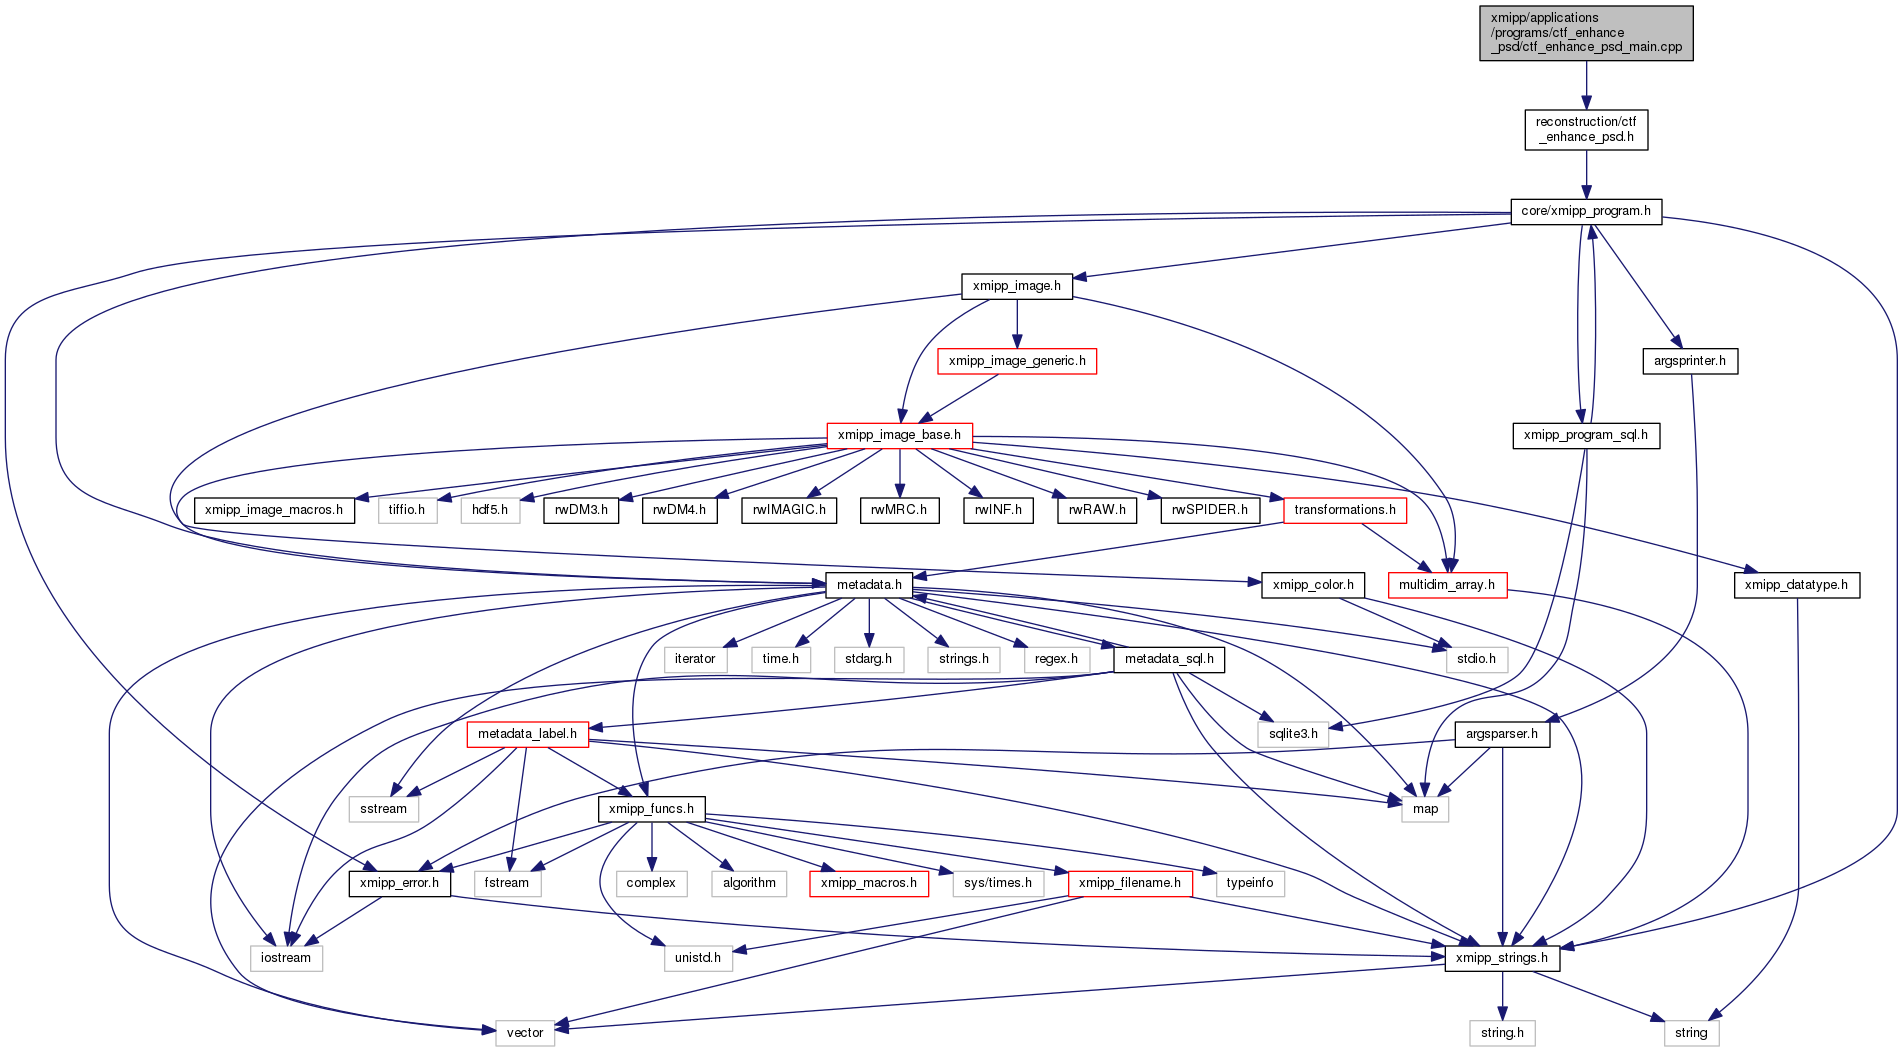 xmipp/applications
/programs/ctf_enhance
_psd/ctf_enhance_psd_main.cpp
reconstruction/ctf
_enhance_psd.h
core/xmipp_program.h
xmipp_image.h
xmipp_image_generic.h
argsprinter.h
xmipp_image_base.h
xmipp_program_sql.h
xmipp_image_macros.h
tiffio.h
hdf5.h
rwDM3.h
rwDM4.h
rwIMAGIC.h
rwMRC.h
rwINF.h
rwRAW.h
rwSPIDER.h
transformations.h
metadata.h
xmipp_color.h
multidim_array.h
xmipp_datatype.h
iterator
time.h
stdarg.h
strings.h
regex.h
metadata_sql.h
stdio.h
metadata_label.h
sqlite3.h
argsparser.h
sstream
xmipp_funcs.h
map
xmipp_error.h
fstream
complex
algorithm
xmipp_macros.h
sys/times.h
xmipp_filename.h
typeinfo
iostream
unistd.h
xmipp_strings.h
vector
string.h
string